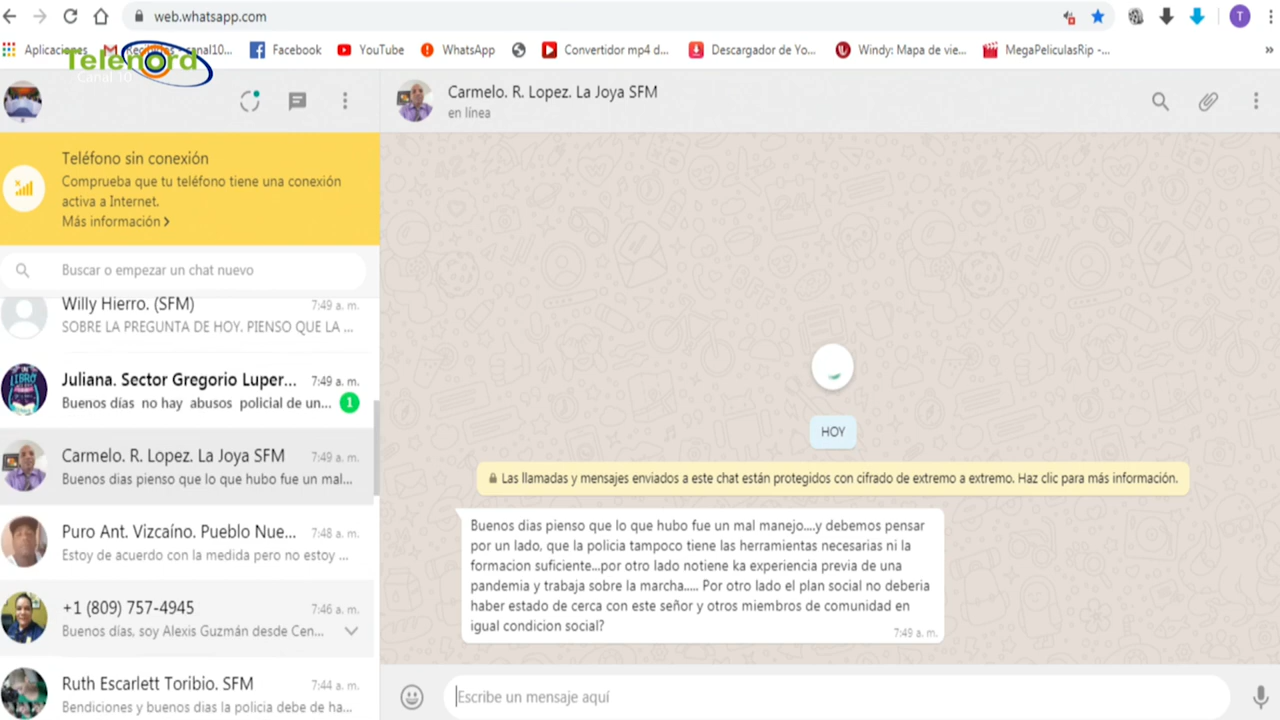 web.whatsapp.com
T
Aplicaciones
Facebook
YouTube
WhatsApp
Convertidor mp4 d...
Descargador de Yo...
Windy: Mapa de vie...
MegaPeliculasRip -...
»
Telenord
Canal 10
Carmelo. R. Lopez. La Joya SFM
en línea
Teléfono sin conexión
Comprueba que tu teléfono tiene una conexión
activa a Internet.
Más información >
Buscar o empezar un chat nuevo
Willy Hierro. (SFM) 7:49 a. m.
SOBRE LA PREGUNTA DE HOY. PIENSO QUE LA ...
Juliana. Sector Gregorio Luper... 7:49 a. m.
Buenos días no hay abusos policial de un... 1
Carmelo. R. Lopez. La Joya SFM 7:49 a. m.
Buenos dias pienso que lo que hubo fue un mal...
Puro Ant. Vizcaíno. Pueblo Nue... 7:48 a. m.
Estoy de acuerdo con la medida pero no estoy ...
+1 (809) 757-4945 7:46 a. m.
Buenos días, soy Alexis Guzmán desde Cen...
Ruth Escarlett Toribio. SFM 7:44 a. m.
Bendiciones y buenos dias la policía debe de ha...
HOY
Las llamadas y mensajes enviados a este chat están protegidos con cifrado de extremo a extremo. Haz clic para más información.
Buenos dias pienso que lo que hubo fue un mal manejo....y debemos pensar
por un lado, que la policia tampoco tiene las herramientas necesarias ni la
formacion suficiente...por otro lado notiene ka experiencia previa de una
pandemia y trabaja sobre la marcha..... Por otro lado el plan social no deberia
haber estado de cerca con este señor y otros miembros de comunidad en
igual condicion social?
7:49 a. m.
Escribe un mensaje aquí